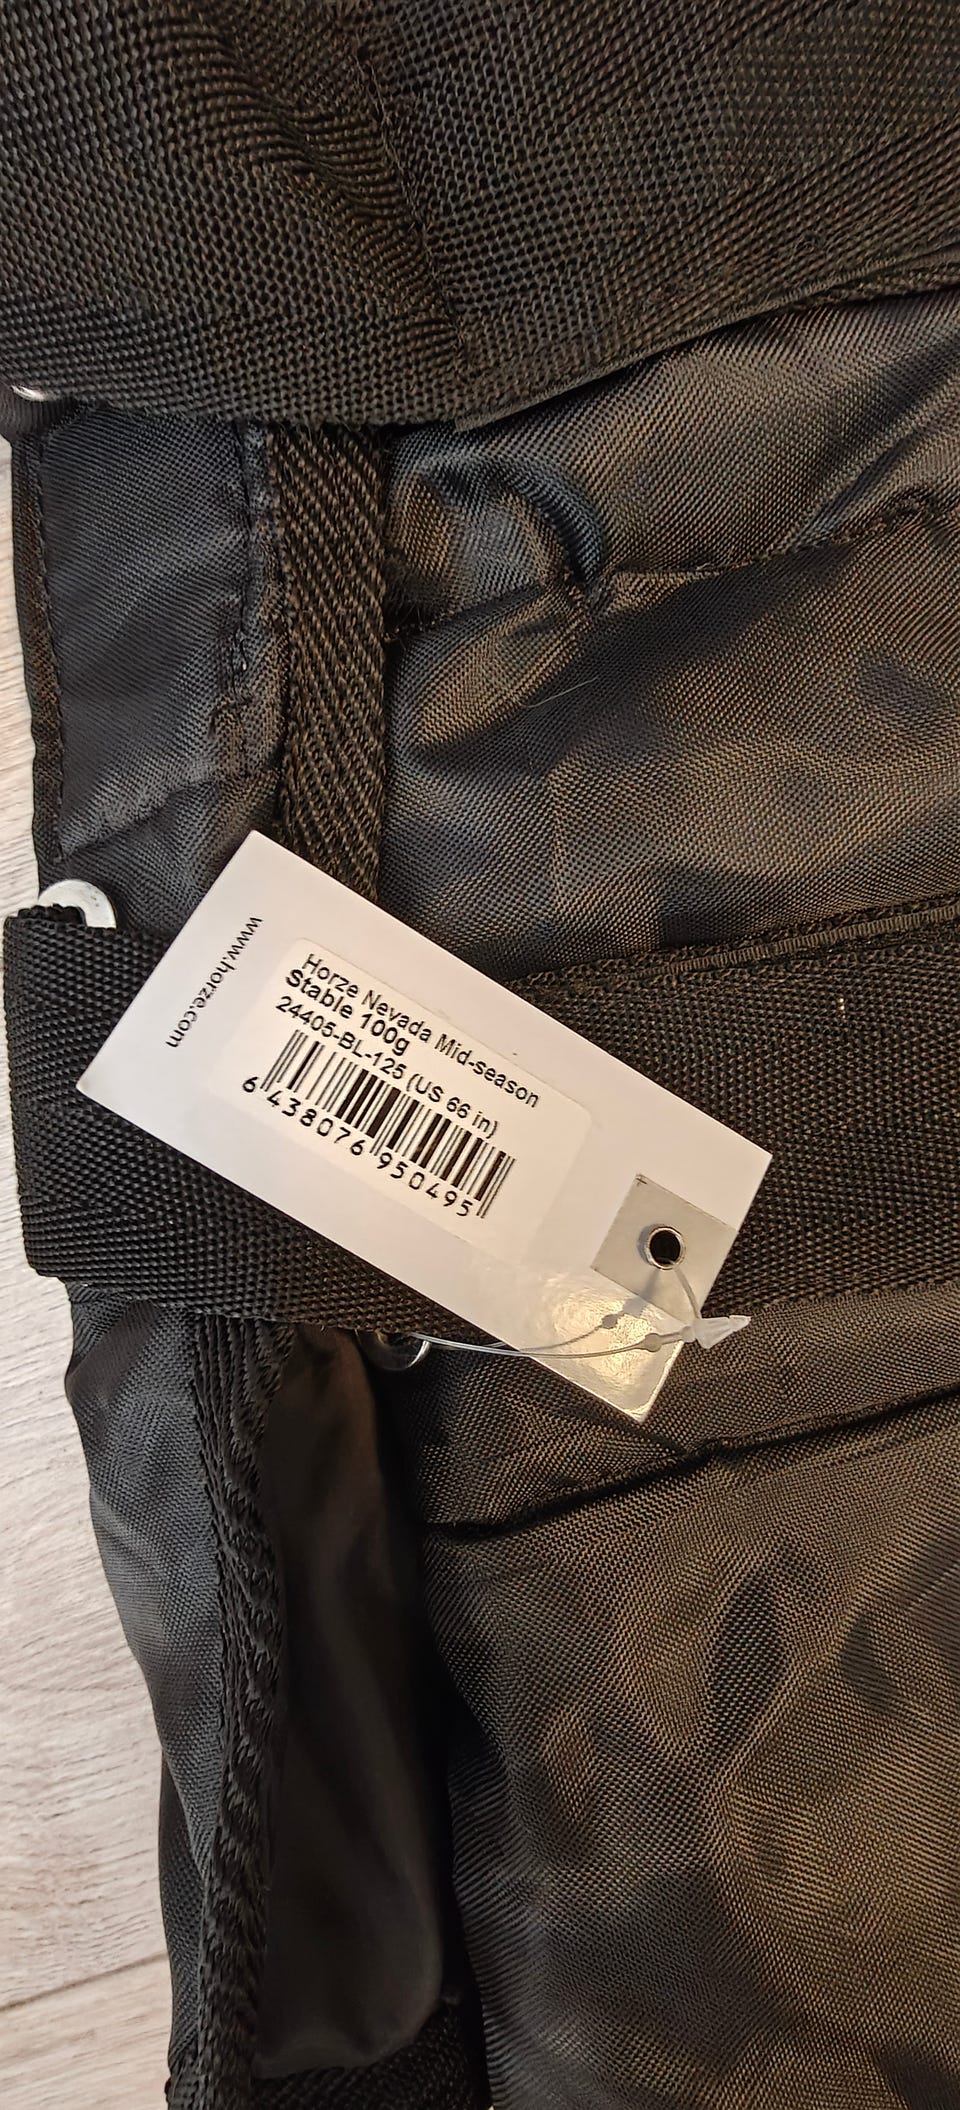 www.horze.com
Horze Nevada Mid-season
Stable 100g
24405-BL-125 (US 66 in)
6 438076 950495